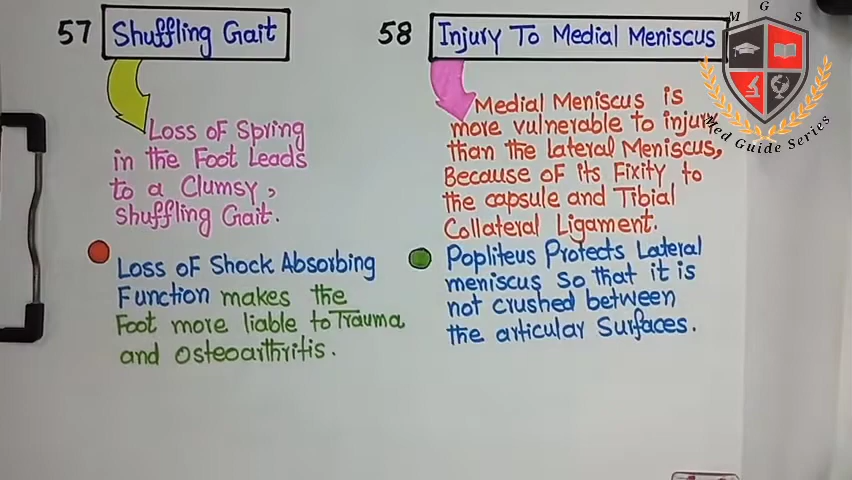 57 Shuffling Gait
Loss of Spring
in the Foot Leads
to a Clumsy,
Shuffling Gait.
Loss of Shock Absorbing
Function makes the
Foot more liable to Trauma
and Osteoarthritis.
58 Injury To Medial Meniscus
Medial Meniscus is
more vulnerable to injury
than the lateral Meniscus,
Because of its Fixity to
the capsule and Tibial
Collateral Ligament.
Popliteus Protects Lateral
meniscus so that it is
not crushed between
the articular Surfaces.
M G S
Med Guide Series